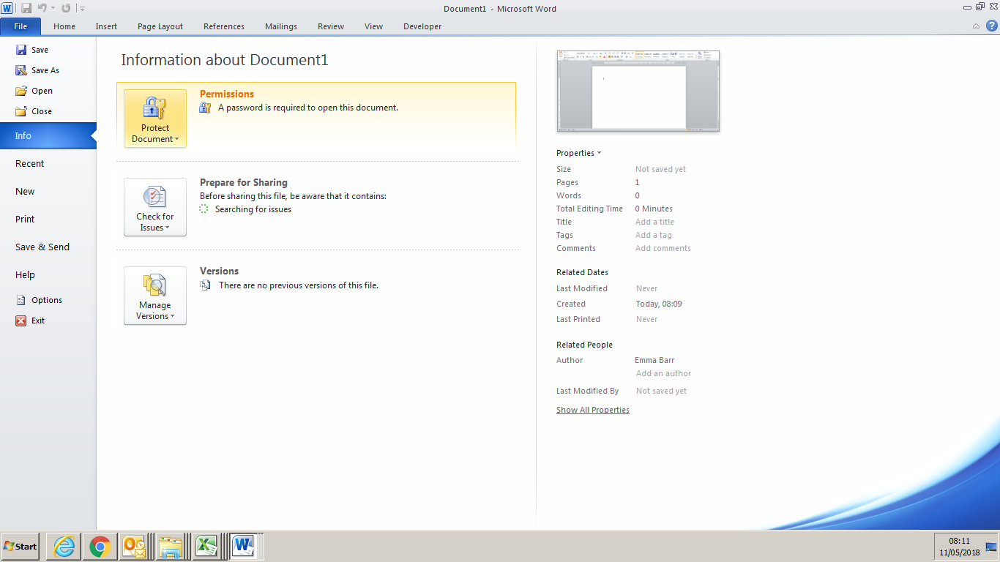 Document1 - Microsoft Word
File Home Insert Page Layout References Mailings Review View Developer
Save
Save As
Open
Close
Info
Recent
New
Print
Save & Send
Help
Options
Exit
Information about Document1
Protect
Document
Permissions
A password is required to open this document.
Check for
Issues
Prepare for Sharing
Before sharing this file, be aware that it contains:
Searching for issues
Manage
Versions
Versions
There are no previous versions of this file.
Properties
Size Not saved yet
Pages 1
Words 0
Total Editing Time 0 Minutes
Title Add a title
Tags Add a tag
Comments Add comments
Related Dates
Last Modified Never
Created Today, 08:09
Last Printed Never
Related People
Author Emma Barr
Add an author
Last Modified By Not saved yet
Show All Properties
Start
08:11
11/05/2018